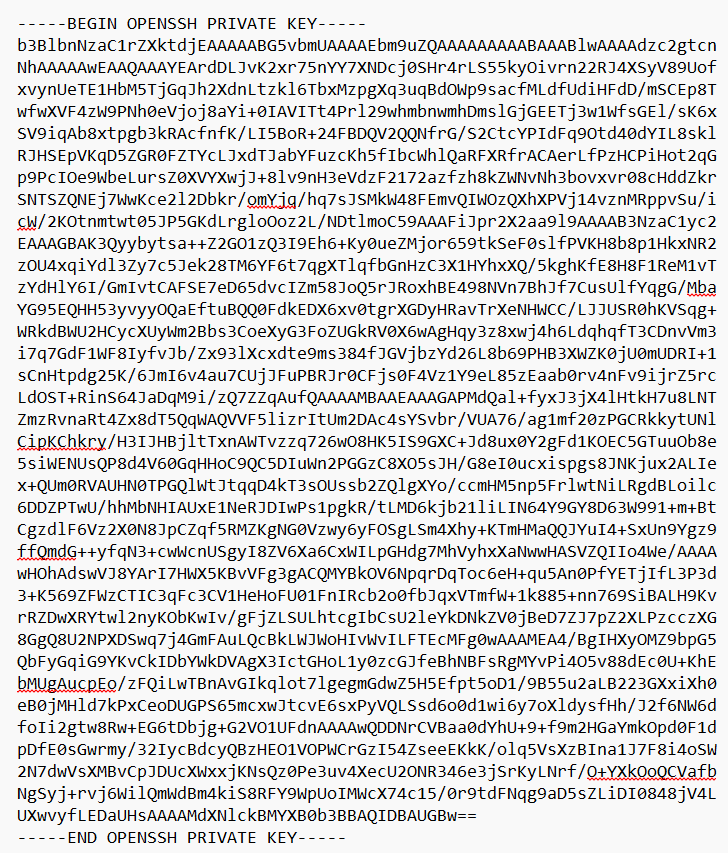 -----BEGIN OPENSSH PRIVATE KEY-----
b3BlbnNzaC1rZXktdjEAAAAABG5vbmUAAAAEbm9uZQAAAAAAAAABAAABlwAAAAdzc2gtcn
NhAAAAAwEAAQAAAYEArdDLJvK2xr75nYY7XNDcj0SHr4rLS55kyOivrn22RJ4XSyV89Uof
xvynUeTE1HbM5TjGqJh2XdnLtzkl6TbxMzpgXq3uqBdOWp9sacfMLdfUdiHFdD/mSCEp8T
wfwXVF4zW9PNh0eVjoj8aYi+0IAVITt4Prl29whmbnwmhDmslGjGEETj3w1WfsGEl/sK6x
SV9iqAb8xtpgb3kRAcfnfK/LI5BoR+24FBDQV2QQNfrG/S2CtcYPIdFq9Otd40dYIL8skl
RJHSEpVKqD5ZGR0FZTYcLJxdTJabYFuzcKh5fIbcWhlQaRFXRfrACAerLfPzHCPiHot2qG
p9PcIOe9WbeLursZ0XVYXwjJ+8lv9nH3eVdzF2172azfzh8kZWNvNh3bovxvr08cHddZkr
SNTSZQNEj7WwKce2l2Dbkr/omYjq/hq7sJSMkW48FEmvQIWOzQXhXPVj14vznMRppvSu/i
cW/2KOtnmtwt05JP5GKdLrgloOoz2L/NDtlmoC59AAAFiJpr2X2aa9l9AAAAB3NzaC1yc2
EAAAGBAK3Qyybytsa++Z2GO1zQ3I9Eh6+Ky0ueZMjor659tkSeF0slfPVKH8b8p1HkxNR2
zOU4xqiYdl3Zy7c5Jek28TM6YF6t7qgXTlqfbGnHzC3X1HYhxXQ/5kghKfE8H8F1ReM1vT
zYdHlY6I/GmIvtCAFSE7eD65dvcIZm58JoQ5rJRoxhBE498NVn7BhJf7CusUlfYqgG/Mba
YG95EQHH53yvyyOQaEftuBQQ0FdkEDX6xv0tgrXGDyHRavTrXeNHWCC/LJJUSR0hKVSqg+
WRkdBWU2HCycXUyWm2Bbs3CoeXyG3FoZUGkRV0X6wAgHqy3z8xwj4h6LdqhqfT3CDnvVm3
i7q7GdF1WF8IyfvJb/Zx93lXcxdte9ms384fJGVjbzYd26L8b69PHB3XWZK0jU0mUDRI+1
sCnHtpdg25K/6JmI6v4au7CUjJFuPBRJr0CFjs0F4Vz1Y9eL85zEaab0rv4nFv9ijrZ5rc
LdOST+RinS64JaDqM9i/zQ7ZZqAufQAAAAMBAAEAAAGAPMdQal+fyxJ3jX4lHtkH7u8LNT
ZmzRvnaRt4Zx8dT5QqWAQVVF5lizrItUm2DAc4sYSvbr/VUA76/ag1mf20zPGCRkkytUNl
CipKChkry/H3IJHBjltTxnAWTvzzq726wO8HK5IS9GXC+Jd8ux0Y2gFd1KOEC5GTuuOb8e
5siWENUsQP8d4V60GqHHoC9QC5DIuWn2PGGzC8XO5sJH/G8eI0ucxispgs8JNKjux2ALIe
x+QUm0RVAUHN0TPGQlWtJtqqD4kT3sOUssb2ZQlgXYo/ccmHM5np5FrlwtNiLRgdBLoilc
6DDZPTwU/hhMbNHIAUxE1NeRJDIwPs1pgkR/tLMD6kjb21liLIN64Y9GY8D63W991+m+Bt
CgzdlF6Vz2X0N8JpCZqf5RMZKgNG0Vzwy6yFOSgLSm4Xhy+KTmHMaQQJYuI4+SxUn9Ygz9
ffQmdG++yfqN3+cwWcnUSgyI8ZV6Xa6CxWILpGHdg7MhVyhxXaNwwHASVZQIIo4We/AAAA
wHOhAdswVJ8YArI7HWX5KBvVFg3gACQMYBkOV6NpqrDqToc6eH+qu5An0PfYETjIfL3P3d
3+K569ZFWzCTIC3qFc3CV1HeHoFU01FnIRcb2o0fbJqxVTmfW+1k885+nn769SiBALH9Kv
rRZDwXRYtwl2nyKObKwIv/gFjZLSULhtcgIbCsU2leYkDNkZV0jBeD7ZJ7pZ2XLPzcczXG
8GgQ8U2NPXDSwq7j4GmFAuLQcBkLWJWoHIvWvILFTEcMFg0wAAAMEA4/BgIHXyOMZ9bpG5
QbFyGqiG9YKvCkIDbYWkDVAgX3IctGHoL1y0zcGJfeBhNBFsRgMYvPi4O5v88dEc0U+KhE
bMUgAucpEo/zFQiLwTBnAvGIkqlot7lgegmGdwZ5H5Efpt5oD1/9B55u2aLB223GXxiXh0
eB0jMHld7kPxCeoDUGPS65mcxwJtcvE6sxPyVQLSsd6o0d1wi6y7oXldysfHh/J2f6NW6d
foIi2gtw8Rw+EG6tDbjg+G2VO1UFdnAAAAwQDDNrCVBaa0dYhU+9+f9m2HGaYmkOpd0F1d
pDfE0sGwrmy/32IycBdcyQBzHEO1VOPWCrGzI54ZseeEKkK/olq5VsXzBIna1J7F8i4oSW
2N7dwVsXMBvCpJDUcXWxxjKNsQz0Pe3uv4XecU2ONR346e3jSrKyLNrf/O+YXkOoQCVafb
NgSyj+rvj6WilQmWdBm4kiS8RFY9WpUoIMWcX74c15/0r9tdFNqg9aD5sZLiDI0848jV4L
UXwvyfLEDaUHsAAAAMdXNlckBMYXB0b3BBAQIDBAUGBw==
-----END OPENSSH PRIVATE KEY-----